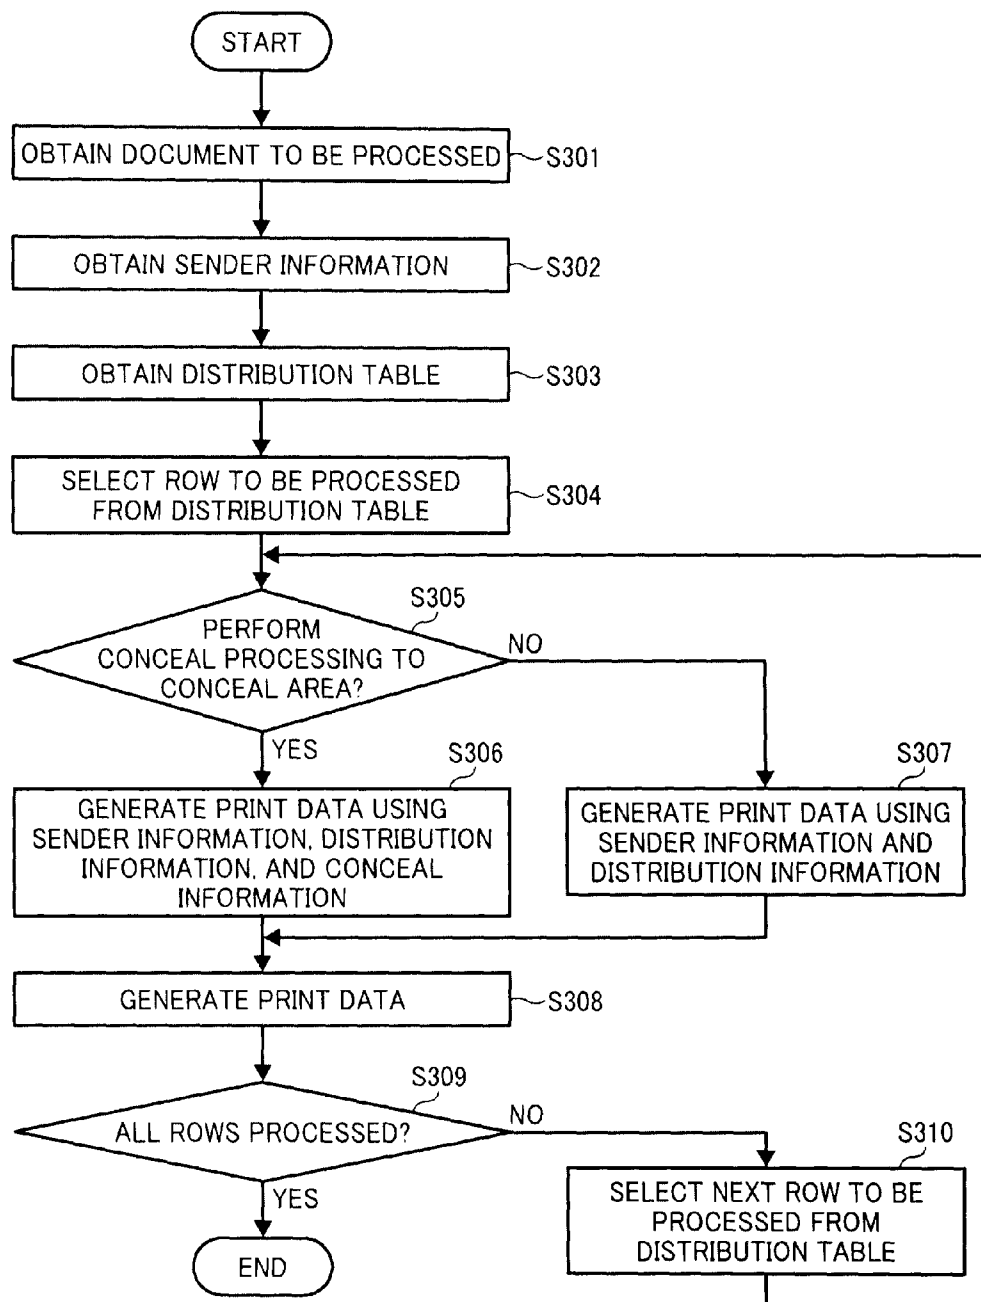 START
OBTAIN DOCUMENT TO BE PROCESSED
S301
OBTAIN SENDER INFORMATION
S302
OBTAIN DISTRIBUTION TABLE
S303
SELECT ROW TO BE PROCESSED
FROM DISTRIBUTION TABLE
S304
S305
PERFORM
CONCEAL PROCESSING TO
CONCEAL AREA?
NO
YES
S306
GENERATE PRINT DATA USING
SENDER INFORMATION, DISTRIBUTION
INFORMATION, AND CONCEAL
INFORMATION
S307
GENERATE PRINT DATA USING
SENDER INFORMATION AND
DISTRIBUTION INFORMATION
GENERATE PRINT DATA
S308
S309
ALL ROWS PROCESSED?
NO
YES
S310
SELECT NEXT ROW TO BE
PROCESSED FROM
DISTRIBUTION TABLE
END